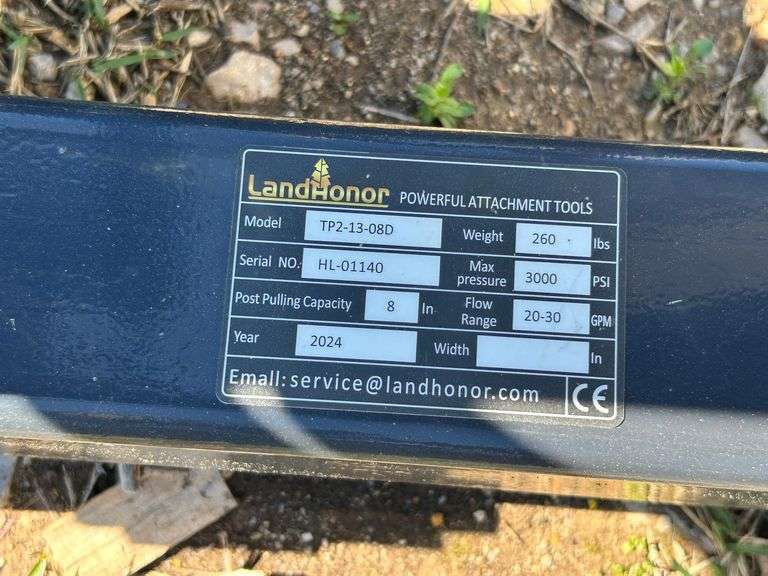 LandHonor POWERFUL ATTACHMENT TOOLS
Model TP2-13-08D Weight 260 lbs
Serial NO. HL-01140 Max pressure 3000 PSI
Post Pulling Capacity 8 In Flow Range 20-30 GPM
Year 2024 Width In
Email:service@landhonor.com CE